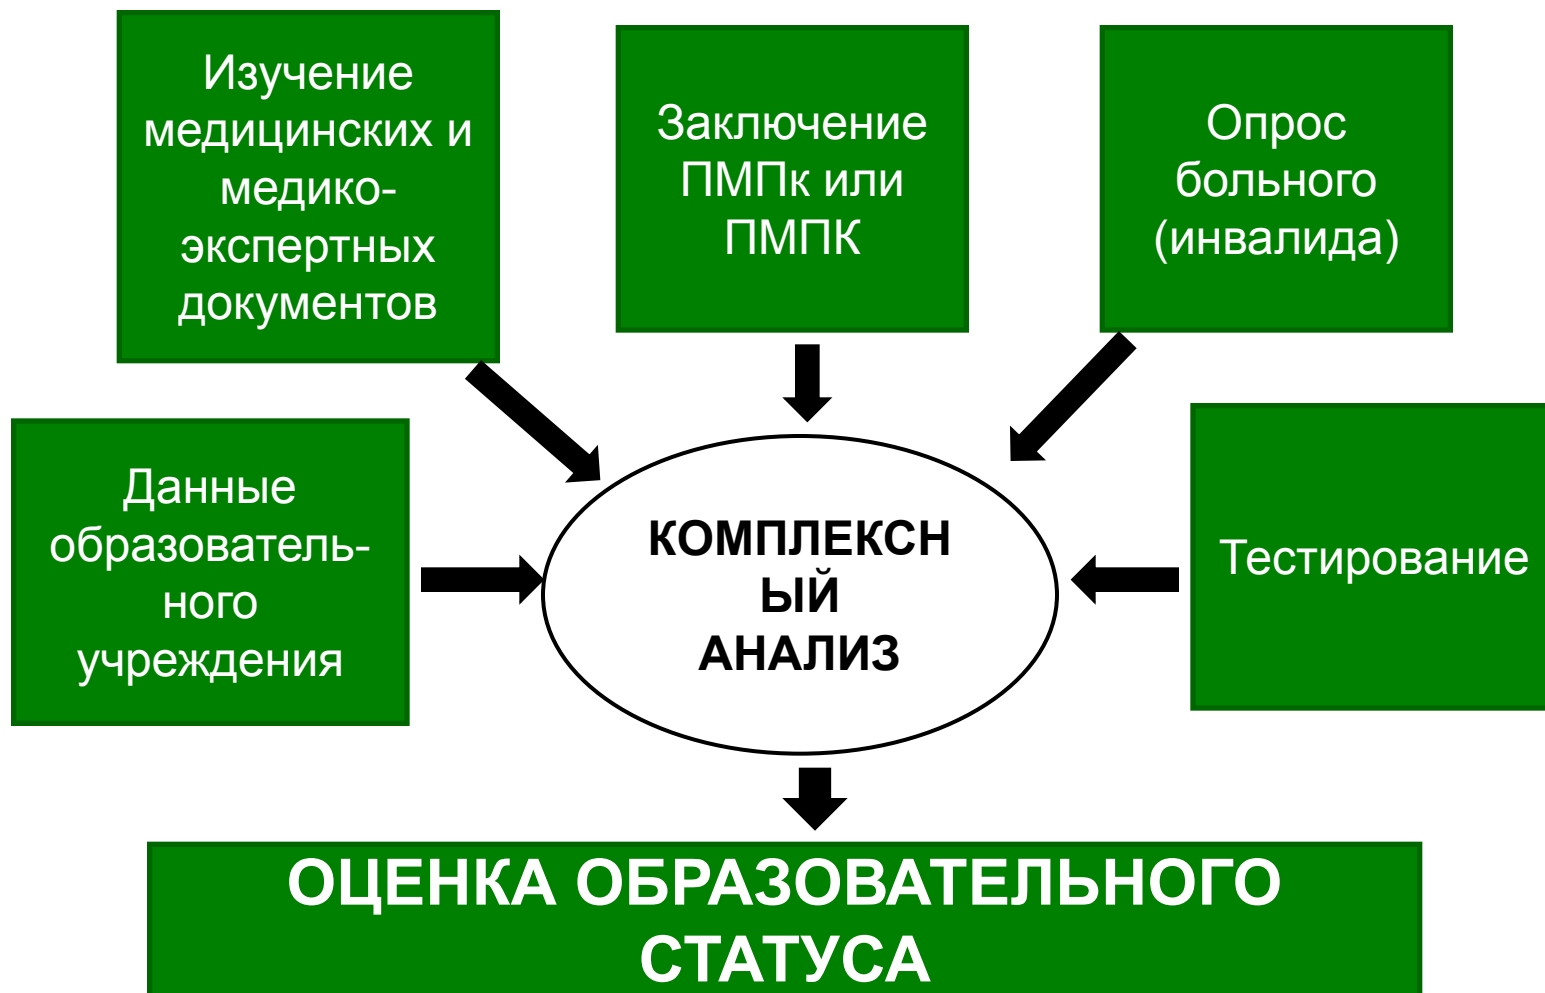 Изучение
медицинских и
медико-
экспертных
документов
Заключение
ПМПк или
ПМПК
Опрос
больного
(инвалида)
Данные
образователь-
ного
учреждения
КОМПЛЕКСН
ЫЙ
АНАЛИЗ
Тестирование
ОЦЕНКА ОБРАЗОВАТЕЛЬНОГО
СТАТУСА